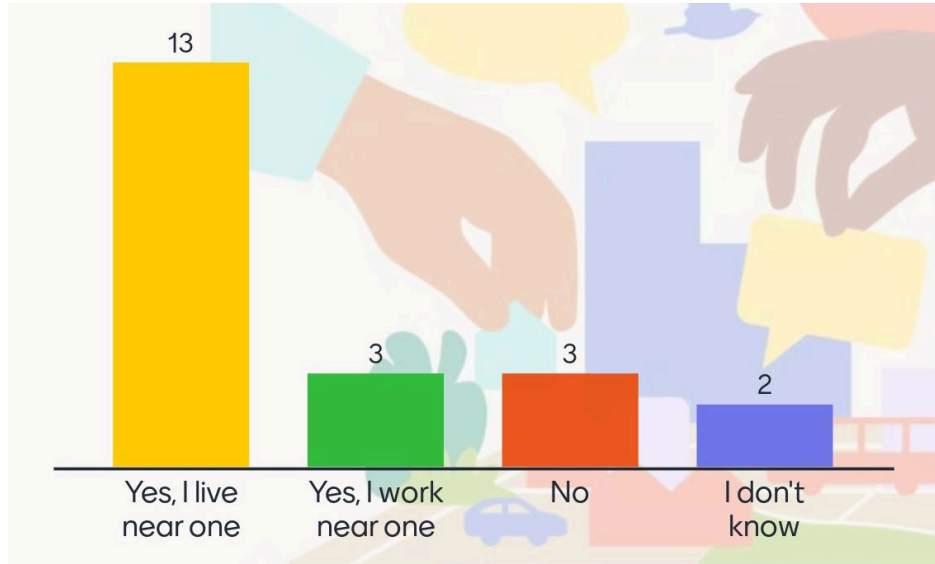 13
3
3
2
Yes, I live
near one
Yes, I work
near one
No
I don't
know